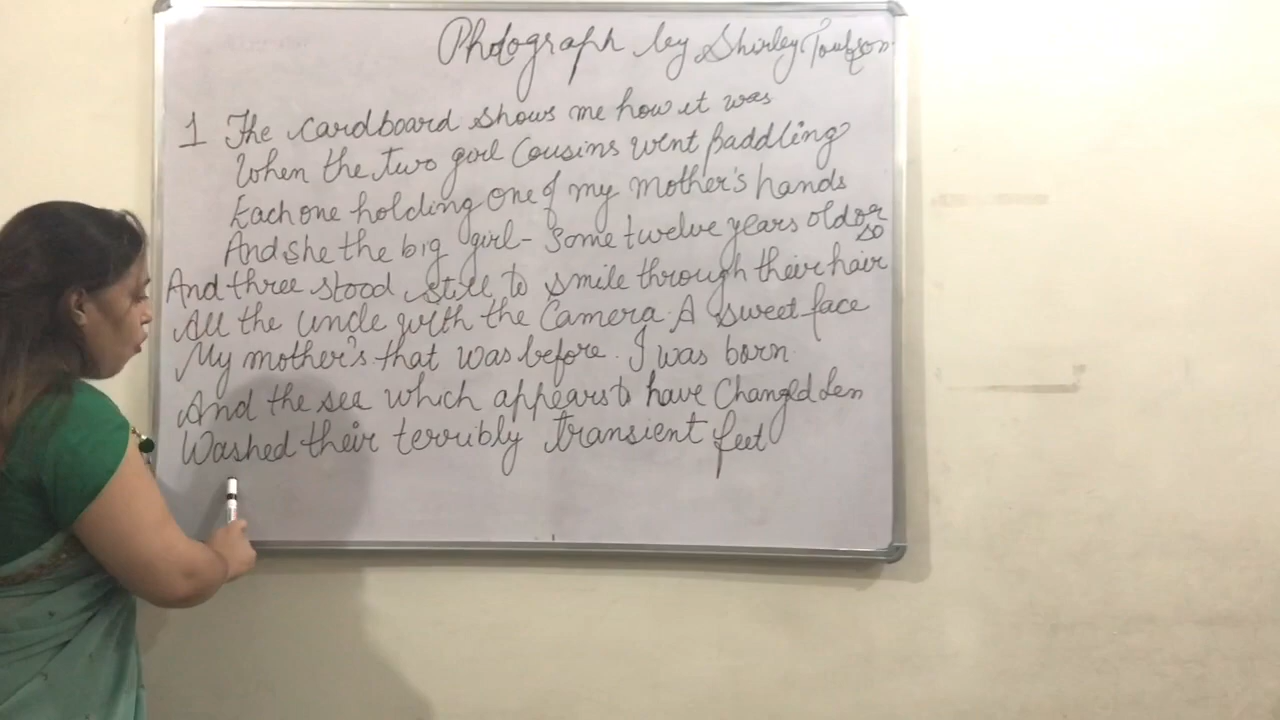 Photograph by Shirley Toulson.
1 The cardboard shows me how it was
When the two girl Cousins went paddling
Each one holding one of my mother's hands
And she the big girl - some twelve years old or so
And three stood still to smile through their hair
All the uncle with the Camera. A sweet face
My mother's that was before. I was born.
And the sea which appears to have changed less
Washed their terribly transient feet